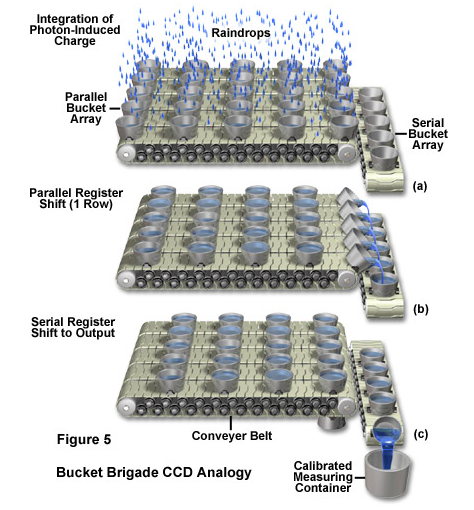 Integration of
Photon-Induced
Charge
Raindrops
Parallel
Bucket
Array
Serial
Bucket
Array
(a)
Parallel Register
Shift (1 Row)
(b)
Serial Register
Shift to Output
(c)
Conveyer Belt
Figure 5
Bucket Brigade CCD Analogy
Calibrated
Measuring
Container